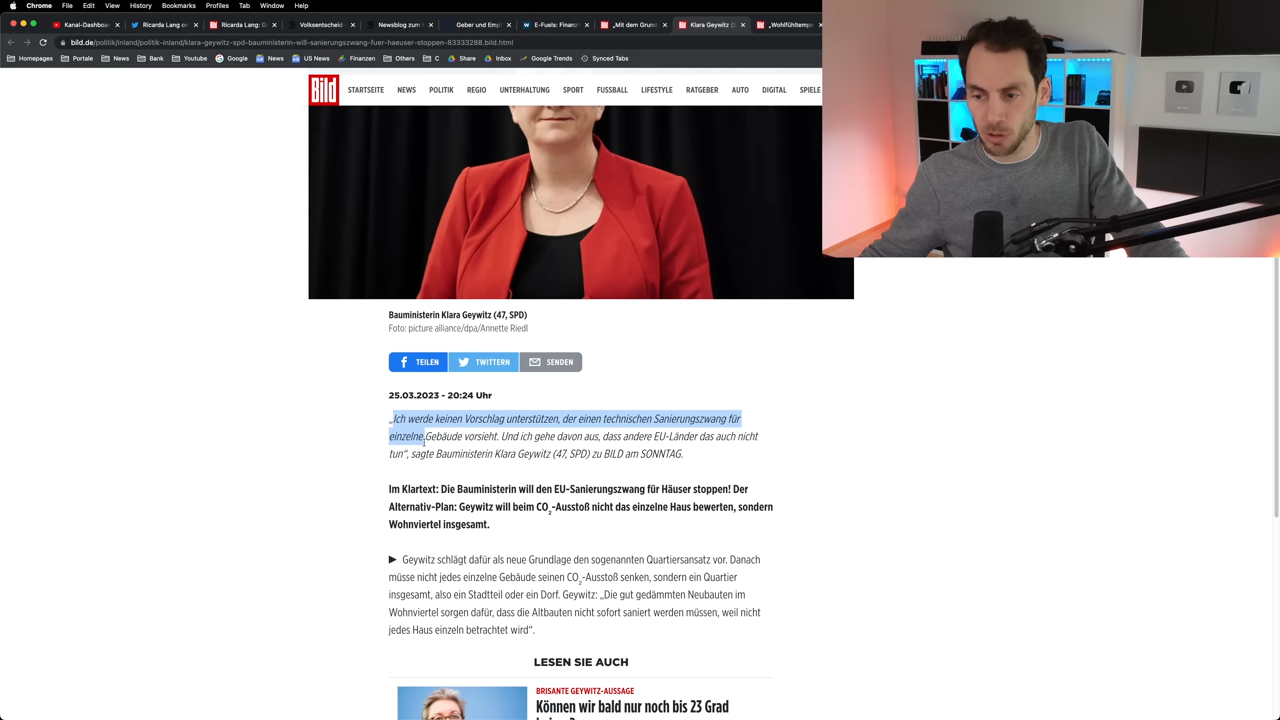 Chrome File Edit View History Bookmarks Profiles Tab Window Help
Kanal-Dashboa Ricarda Lang on Ricarda Lang: G Volksentscheid- Newsblog zum Geber und Emp E-Fuels: Finanz „Mit dem Grun Klara Geywitz (S „Wohlfühltempe
bild.de/politik/inland/politik-inland/klara-geywitz-spd-bauministerin-will-sanierungszwang-fuer-haeuser-stoppen-83333288.bild.html
Homepages Portale News Bank Youtube Google News US News Finanzen Others C Share Inbox Google Trends Synced Tabs
Bild STARTSEITE NEWS POLITIK REGIO UNTERHALTUNG SPORT FUSSBALL LIFESTYLE RATGEBER AUTO DIGITAL SPIELE
Bauministerin Klara Geywitz (47, SPD)
Foto: picture alliance/dpa/Annette Riedl
TEILEN TWITTERN SENDEN
25.03.2023 - 20:24 Uhr
„Ich werde keinen Vorschlag unterstützen, der einen technischen Sanierungszwang für
einzelne Gebäude vorsieht. Und ich gehe davon aus, dass andere EU-Länder das auch nicht
tun“, sagte Bauministerin Klara Geywitz (47, SPD) zu BILD am SONNTAG.
Im Klartext: Die Bauministerin will den EU-Sanierungszwang für Häuser stoppen! Der
Alternativ-Plan: Geywitz will beim CO2-Ausstoß nicht das einzelne Haus bewerten, sondern
Wohnviertel insgesamt.
► Geywitz schlägt dafür als neue Grundlage den sogenannten Quartiersansatz vor. Danach
müsse nicht jedes einzelne Gebäude seinen CO2-Ausstoß senken, sondern ein Quartier
insgesamt, also ein Stadtteil oder ein Dorf. Geywitz: „Die gut gedämmten Neubauten im
Wohnviertel sorgen dafür, dass die Altbauten nicht sofort saniert werden müssen, weil nicht
jedes Haus einzeln betrachtet wird“.
LESEN SIE AUCH
BRISANTE GEYWITZ-AUSSAGE
Können wir bald nur noch bis 23 Grad